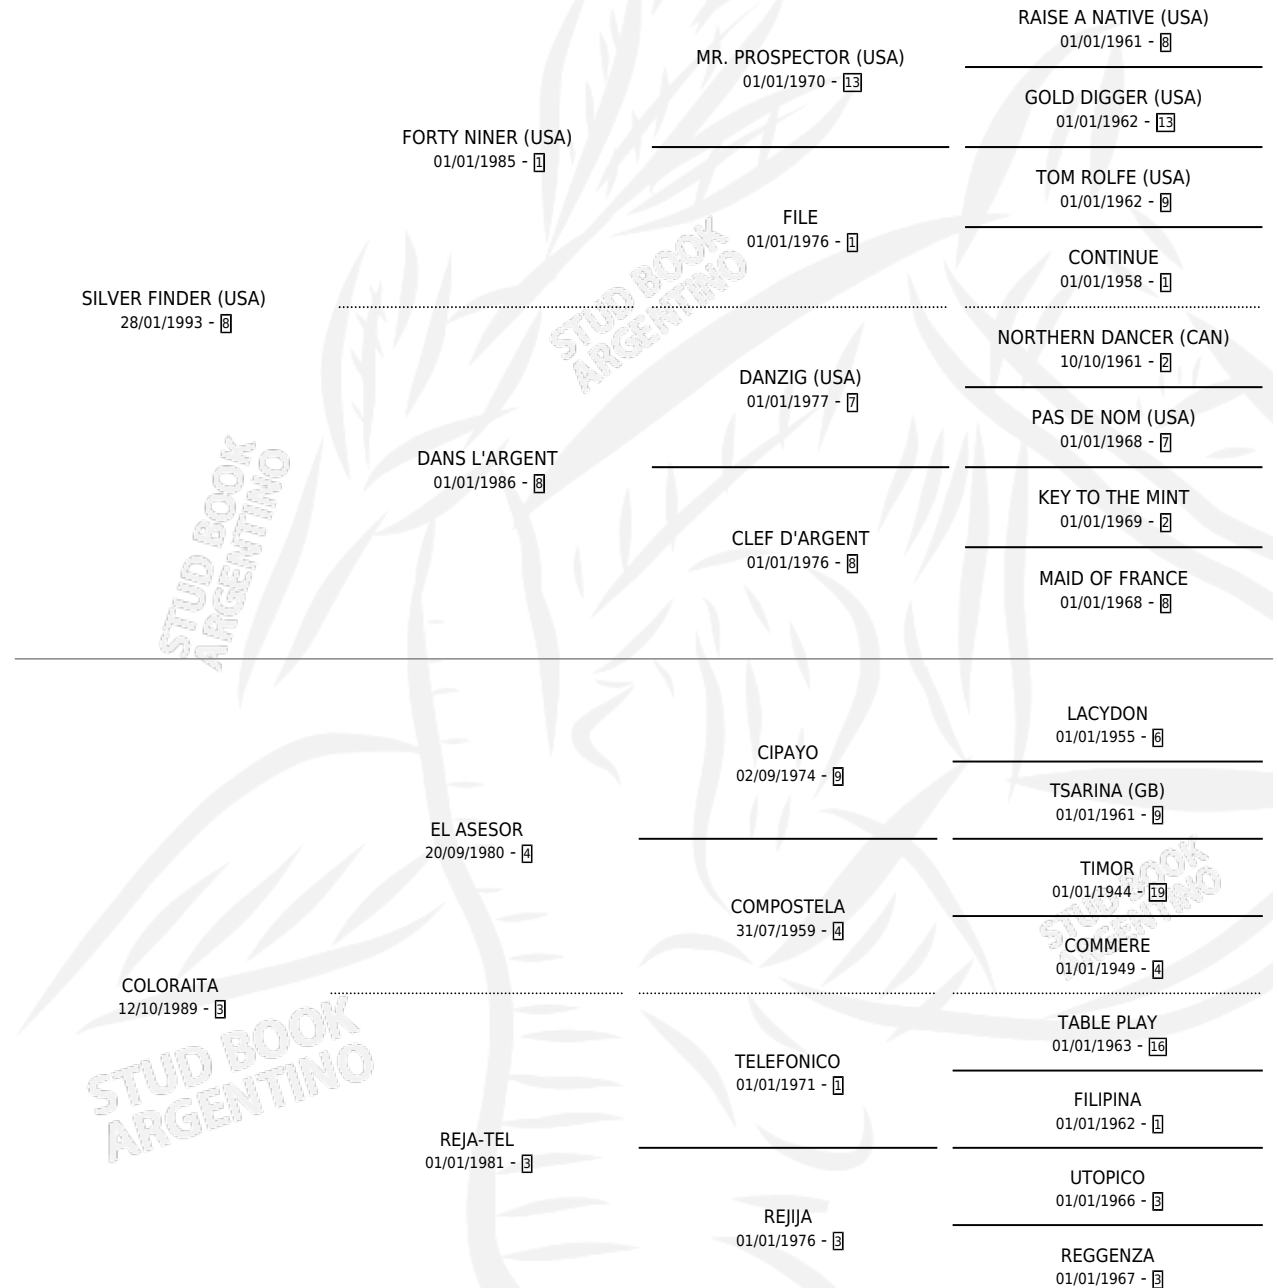 RAISE A NATIVE (USA)
01/01/1961 - 8
MR. PROSPECTOR (USA)
01/01/1970 - 13
GOLD DIGGER (USA)
01/01/1962 - 13
FORTY NINER (USA)
01/01/1985 - 1
TOM ROLFE (USA)
01/01/1962 - 9
FILE
01/01/1976 - 1
CONTINUE
01/01/1958 - 1
SILVER FINDER (USA)
28/01/1993 - 8
STUD BOOK
ARGENTINO
NORTHERN DANCER (CAN)
10/10/1961 - 2
DANZIG (USA)
01/01/1977 - 7
PAS DE NOM (USA)
01/01/1968 - 7
DANS L'ARGENT
01/01/1986 - 8
KEY TO THE MINT
01/01/1969 - 2
CLEF D'ARGENT
01/01/1976 - 8
MAID OF FRANCE
01/01/1968 - 8
STUD BOOK
ARGENTINO
LACYDON
01/01/1955 - 6
CIPAYO
02/09/1974 - 9
TSARINA (GB)
01/01/1961 - 9
EL ASESOR
20/09/1980 - 4
TIMOR
01/01/1944 - 19
COMPOSTELA
31/07/1959 - 4
COMMERE
01/01/1949 - 4
STUD BOOK
ARGENTINO
COLORAITA
12/10/1989 - 3
TABLE PLAY
01/01/1963 - 16
TELEFONICO
01/01/1971 - 1
FILIPINA
01/01/1962 - 1
STUD BOOK
ARGENTINO
REJA-TEL
01/01/1981 - 3
UTOPICO
01/01/1966 - 3
REJIJA
01/01/1976 - 3
REGGENZA
01/01/1967 - 3